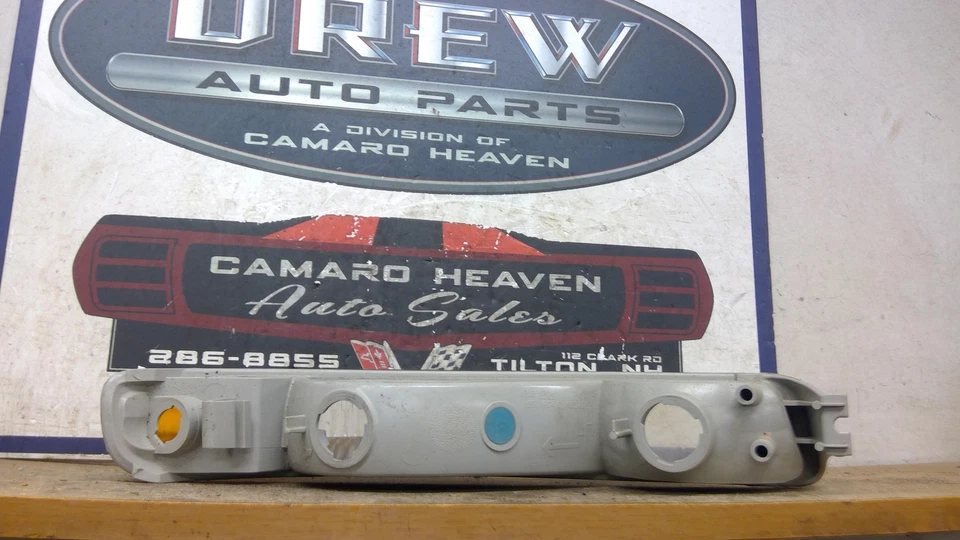 DREW
AUTO PARTS
A DIVISION OF
CAMARO HEAVEN
CAMARO HEAVEN
Auto Sales
286-8855
112 CLARK RD
TILTON, NH